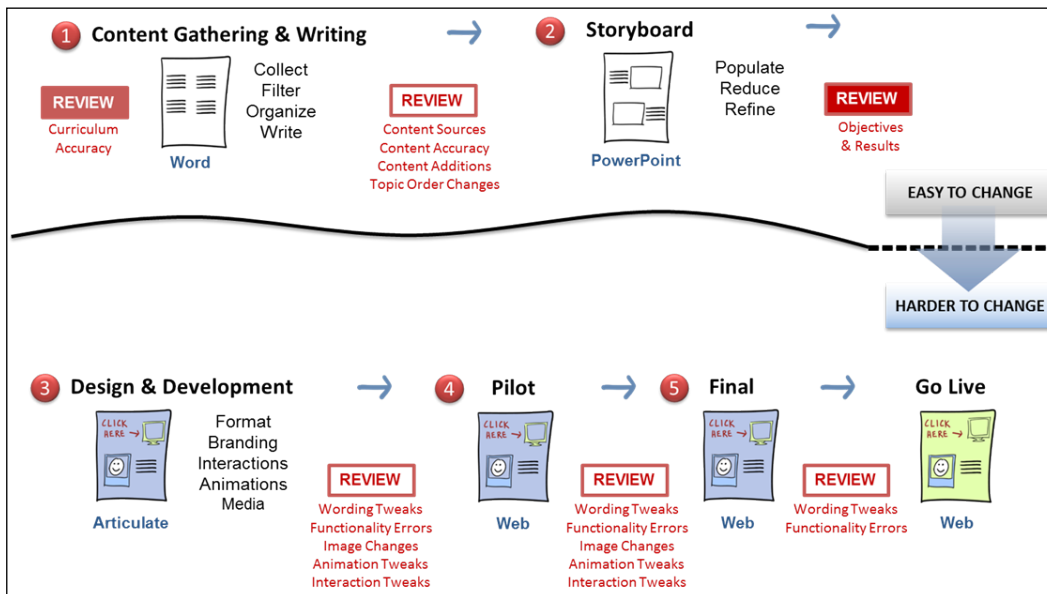 1 Content Gathering & Writing
REVIEW
Curriculum
Accuracy
Word
Collect
Filter
Organize
Write
REVIEW
Content Sources
Content Accuracy
Content Additions
Topic Order Changes
2 Storyboard
PowerPoint
Populate
Reduce
Refine
REVIEW
Objectives
& Results
EASY TO CHANGE
HARDER TO CHANGE
3 Design & Development
CLICK
HERE
Articulate
Format
Branding
Interactions
Animations
Media
REVIEW
Wording Tweaks
Functionality Errors
Image Changes
Animation Tweaks
Interaction Tweaks
4 Pilot
CLICK
HERE
Web
REVIEW
Wording Tweaks
Functionality Errors
Image Changes
Animation Tweaks
Interaction Tweaks
5 Final
CLICK
HERE
Web
REVIEW
Wording Tweaks
Functionality Errors
Go Live
CLICK
HERE
Web